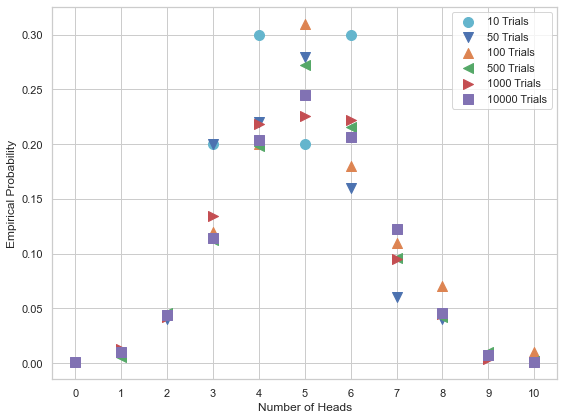 10 Trials
50 Trials
100 Trials
500 Trials
1000 Trials
10000 Trials
0.30
0.25
0.20
0.15
0.10
0.05
0.00
Empirical Probability
0 1 2 3 4 5 6 7 8 9 10
Number of Heads